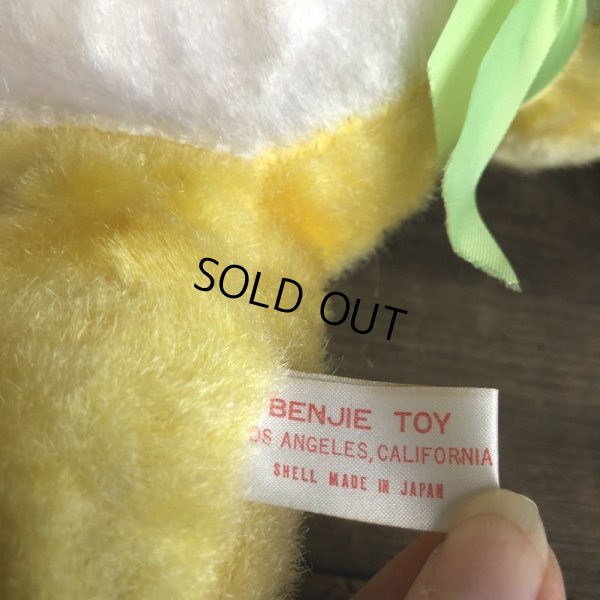 SOLD OUT
BENJIE TOY
OS ANGELES, CALIFORNIA
SHELL MADE IN JAPAN